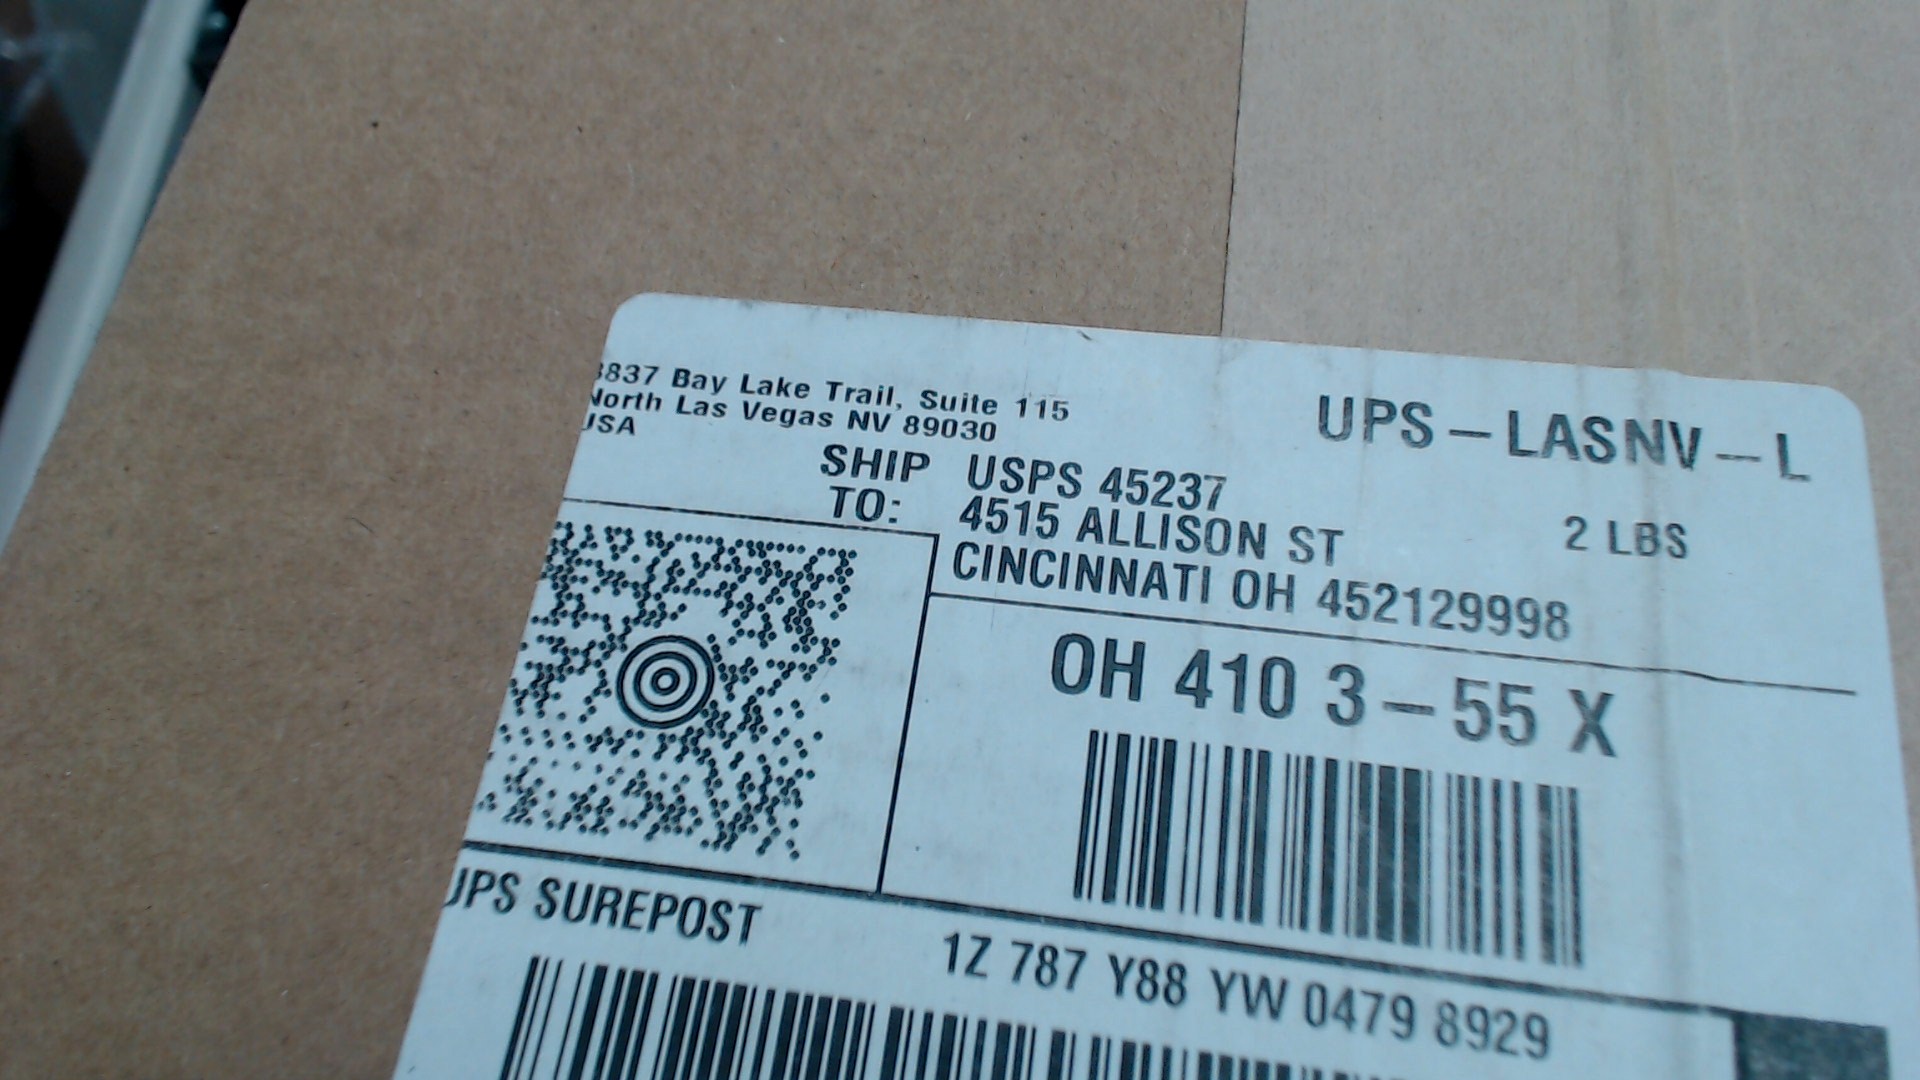 837 Bay Lake Trail, Suite 115
North Las Vegas NV 89030
USA
UPS-LASNV-L
2 LBS
SHIP TO:
USPS 45237
4515 ALLISON ST
CINCINNATI OH 452129998
OH 410 3-55 X
UPS SUREPOST
1Z 787 Y88 YW 0479 8929